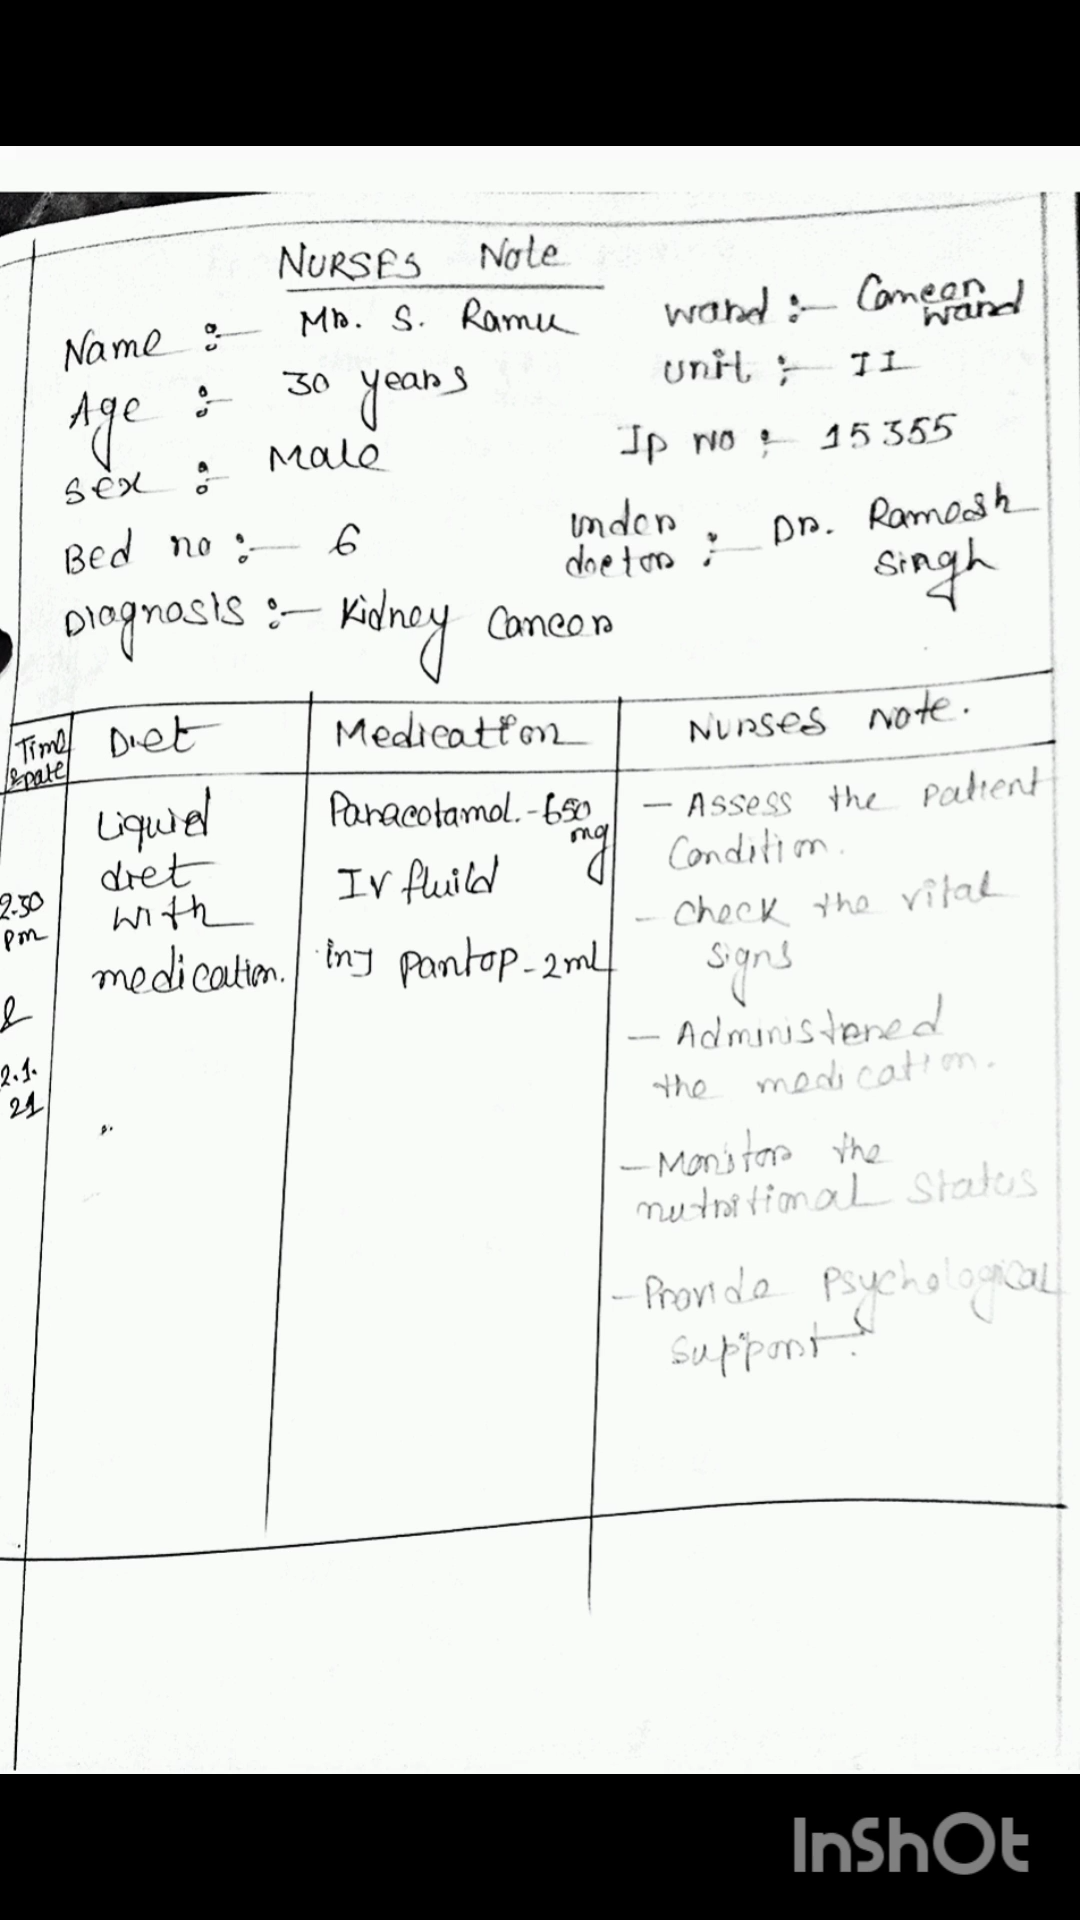 NURSES Note
Name :- Mr. S. Ramu
Ward :- Cancer ward
Age :- 30 years
Unit :- II
Sex :- Male
Ip no :- 15355
Bed no :- 6
Under doctor :- Dr. Ramesh Singh
Diagnosis :- Kidney Cancer
Time & Date
Diet
Medication
Nurses Note.
2.30
pm
&
2.1.
21
Liquid
diet
with
medication.
Paracetamol.-650
mg
IV fluild
inj pantop-2ml
- Assess the patient
Condition.
- Check the vital
signs
- Administered
the medication.
- Monitor the
nutritional status
- Provide psychological
support.
InShOt